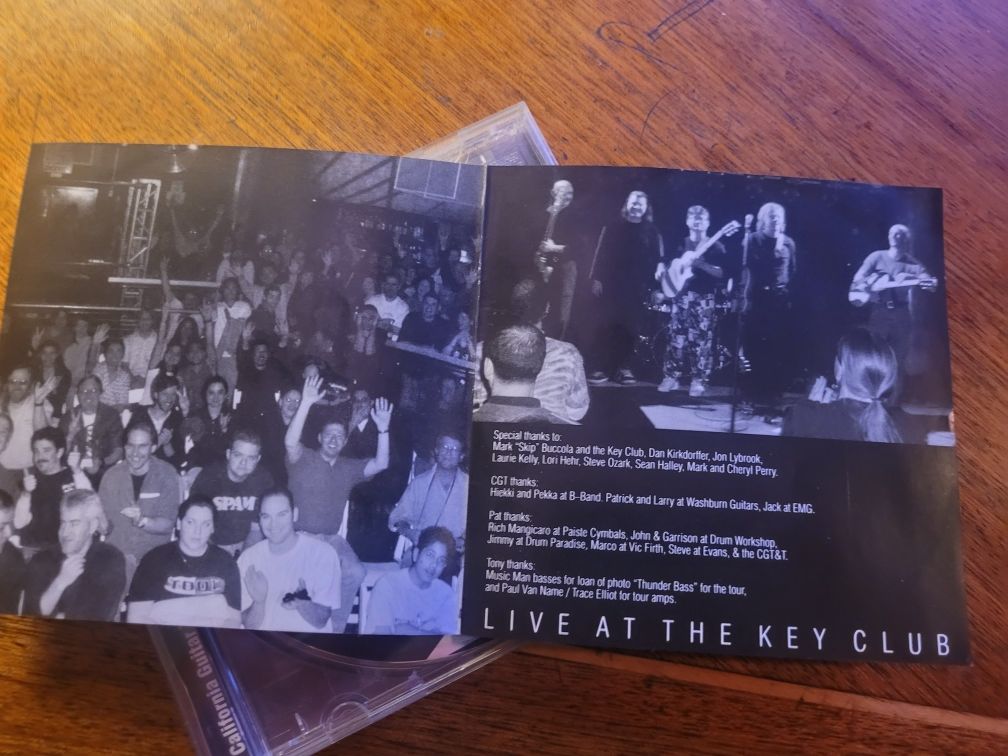 SPAM
TOOL
Special thanks to:
Mark "Skip" Buccola and the Key Club, Dan Kirkdorffer, Jon Lybrook,
Laurie Kelly, Lori Hehr, Steve Ozark, Sean Halley, Mark and Cheryl Perry.
CGT thanks:
Hiekki and Pekka at B-Band. Patrick and Larry at Washburn Guitars, Jack at EMG.
Pat thanks:
Rich Mangicaro at Paiste Cymbals, John & Garrison at Drum Workshop,
Jimmy at Drum Paradise, Marco at Vic Firth, Steve at Evans, & the CGT&T.
Tony thanks:
Music Man basses for loan of photo "Thunder Bass" for the tour,
and Paul Van Name / Trace Elliot for tour amps.
LIVE AT THE KEY CLUB
California Guitar